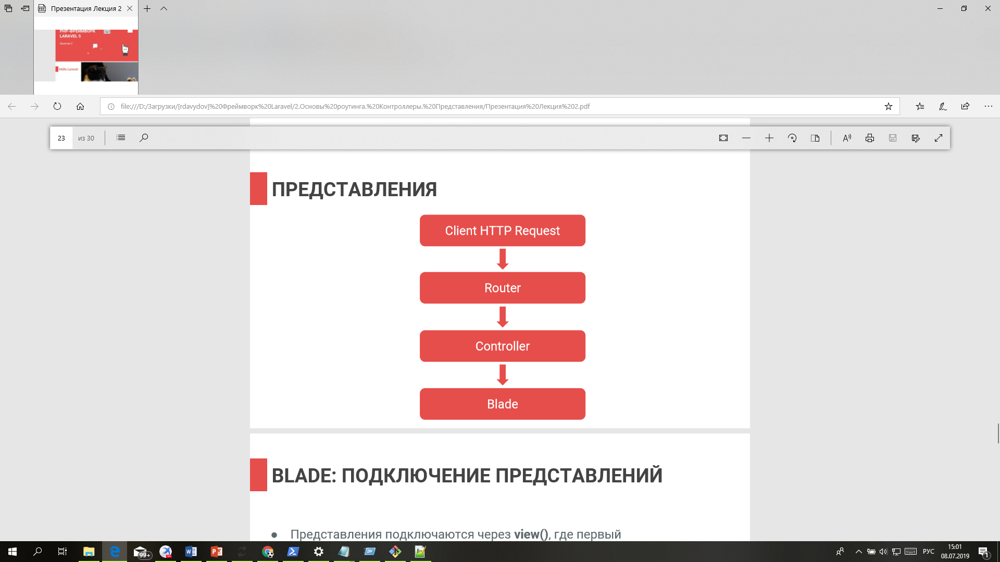 Презентация Лекция 2
PHP-ФРЕЙМВОРК
LARAVEL 5
Занятие 2
Hello Laravel
file:///D:/Загрузки/[rdavydov]%20Фреймворк%20Laravel/2.Основы%20роутинга.%20Контроллеры.%20Представления/Презентация%20Лекция%202.pdf
23 из 30
ПРЕДСТАВЛЕНИЯ
Client HTTP Request
Router
Controller
Blade
BLADE: ПОДКЛЮЧЕНИЕ ПРЕДСТАВЛЕНИЙ
● Представления подключаются через view(), где первый
99+
РУС
15:01
08.07.2019
1